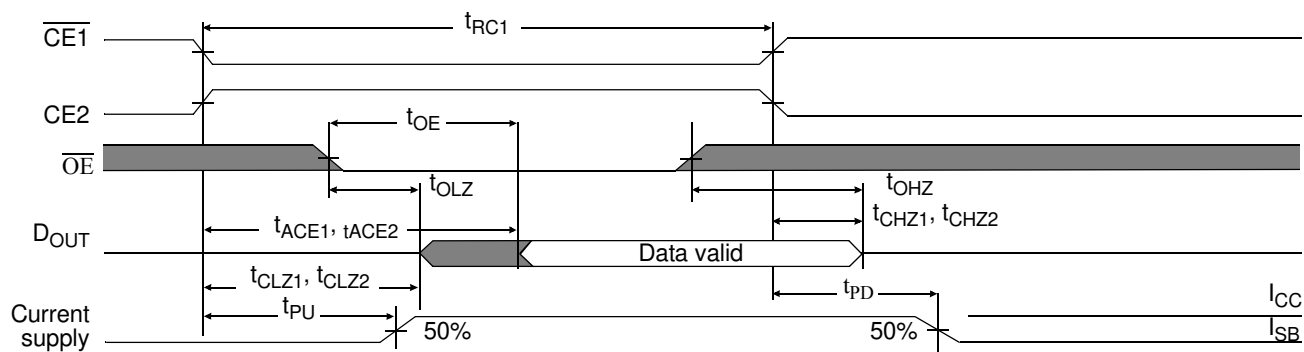 tRC1
CE1
CE2
tOE
OE
tOLZ
tOHZ
tACE1, tACE2
tCHZ1, tCHZ2
DOUT
Data valid
tCLZ1, tCLZ2
tPU
tPD
ICC
Current
supply
50%
50%
ISB